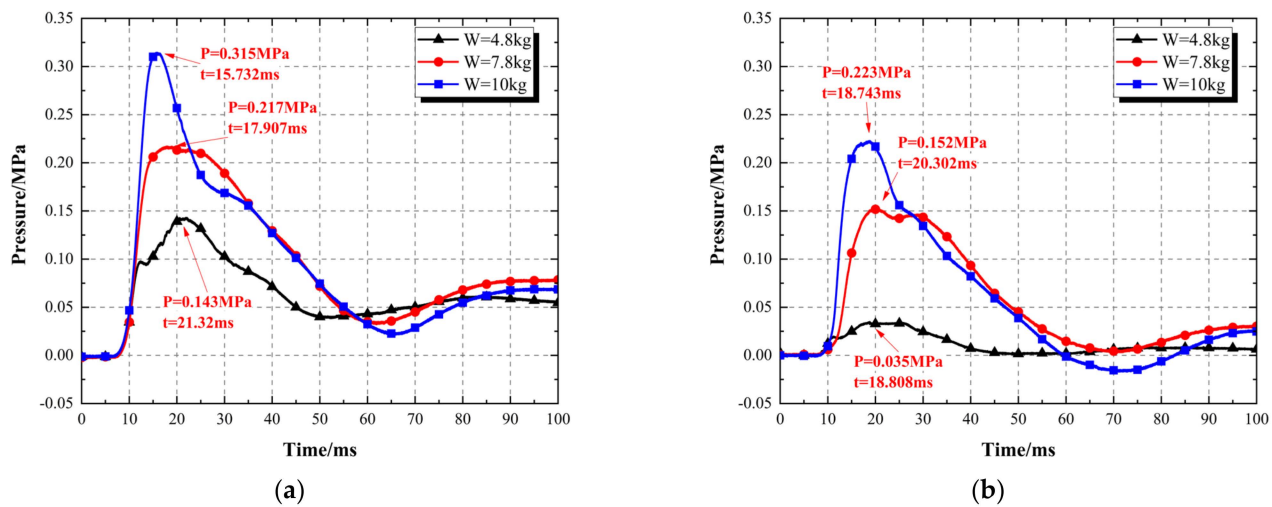 0.35
0.30
0.25
0.20
0.15
0.10
0.05
0.00
-0.05
Pressure/MPa
W=4.8kg
W=7.8kg
W=10kg
P=0.315MPa
t=15.732ms
P=0.217MPa
t=17.907ms
P=0.143MPa
t=21.32ms
0 10 20 30 40 50 60 70 80 90 100
Time/ms
(a)
0.35
0.30
0.25
0.20
0.15
0.10
0.05
0.00
-0.05
Pressure/MPa
W=4.8kg
W=7.8kg
W=10kg
P=0.223MPa
t=18.743ms
P=0.152MPa
t=20.302ms
P=0.035MPa
t=18.808ms
0 10 20 30 40 50 60 70 80 90 100
Time/ms
(b)